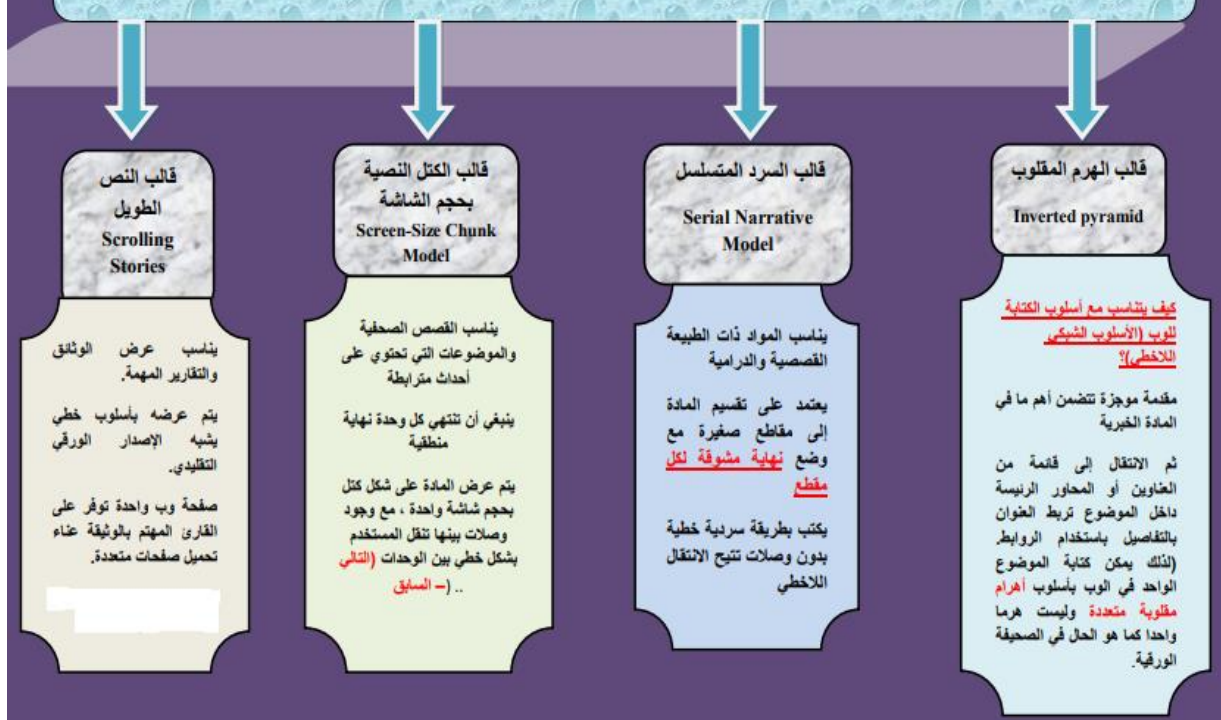 قالب الهرم المقلوب
Inverted pyramid
كيف يتناسب مع أسلوب الكتابة
للوب (الأسلوب الشبكي
اللاخطي)؟
مقدمة موجزة تتضمن أهم ما في
المادة الخبرية
ثم الانتقال إلى قائمة من
العناوين أو المحاور الرئيسة
داخل الموضوع تربط العنوان
بالتفاصيل باستخدام الروابط.
(لذلك يمكن كتابة الموضوع
الواحد في الوب بأسلوب أهرام
مقلوبة متعددة وليست هرما
واحدا كما هو الحال في الصحيفة
الورقية.
قالب السرد المتسلسل
Serial Narrative
Model
يناسب المواد ذات الطبيعة
القصصية والدرامية
يعتمد على تقسيم المادة
إلى مقاطع صغيرة مع
وضع نهاية مشوقة لكل
مقطع
يكتب بطريقة سردية خطية
بدون وصلات تتيح الانتقال
اللاخطي
قالب الكتل النصية
بحجم الشاشة
Screen-Size Chunk
Model
يناسب القصص الصحفية
والموضوعات التي تحتوي على
أحداث مترابطة
ينبغي أن تنتهي كل وحدة نهاية
منطقية
يتم عرض المادة على شكل كتل
بحجم شاشة واحدة ، مع وجود
وصلات بينها تنقل المستخدم
بشكل خطي بين الوحدات (التالي
– السابق) ..
قالب النص
الطويل
Scrolling
Stories
يناسب عرض الوثائق
والتقارير المهمة.
يتم عرضه بأسلوب خطي
يشبه الإصدار الورقي
التقليدي.
صفحة وب واحدة توفر على
القارئ المهتم بالوثيقة عناء
تحميل صفحات متعددة.